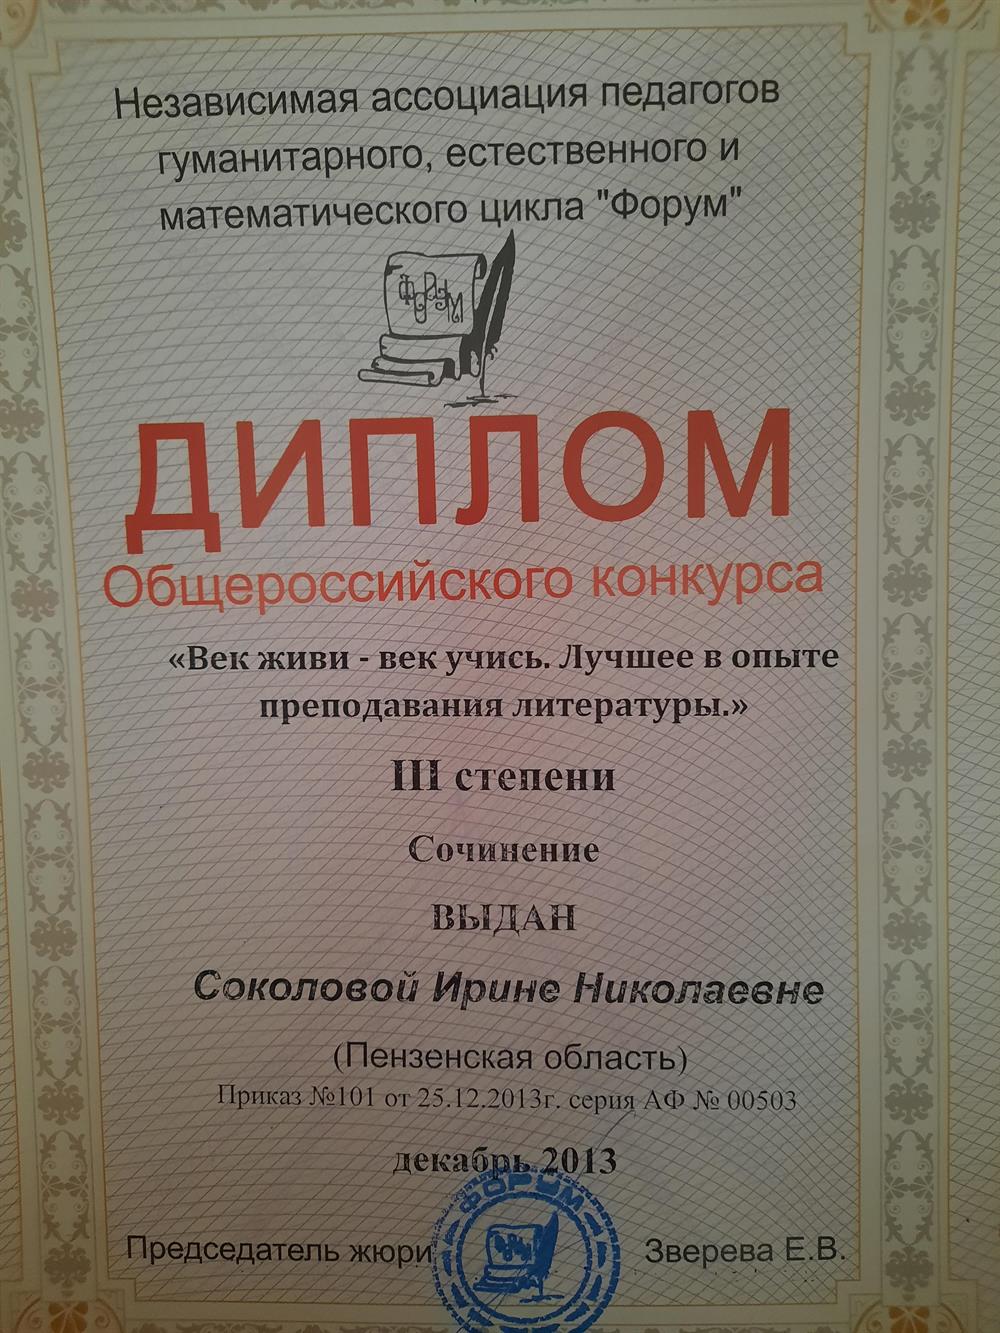 Независимая ассоциация педагогов
гуманитарного, естественного и
математического цикла "Форум"
Форум
ДИПЛОМ
Общероссийского конкурса
«Век живи - век учись. Лучшее в опыте
преподавания литературы.»
III степени
Сочинение
ВЫДАН
Соколовой Ирине Николаевне
(Пензенская область)
Приказ №101 от 25.12.2013г. серия АФ № 00503
декабрь 2013
ФОРУМ
Председатель жюри
Зверева Е.В.